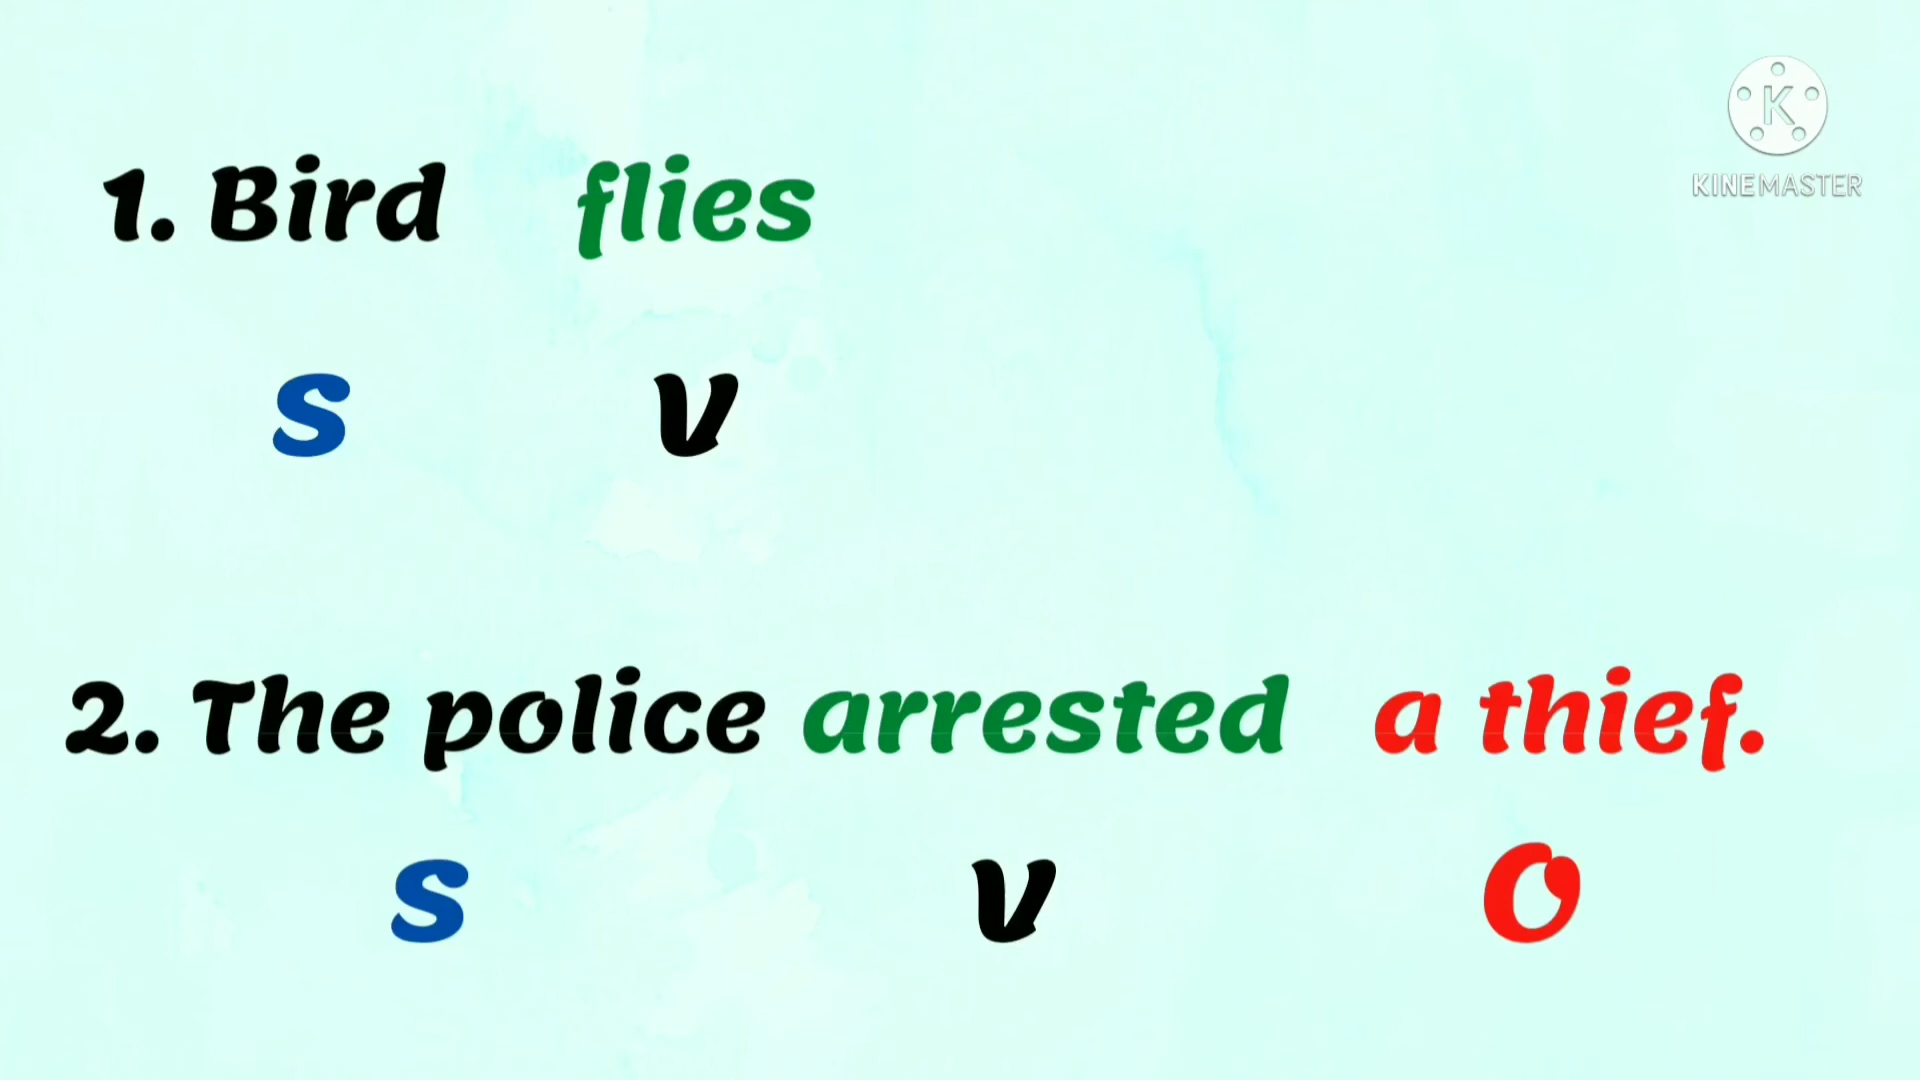 K
KINEMASTER
1. Bird flies
S V
2. The police arrested a thief.
S V O